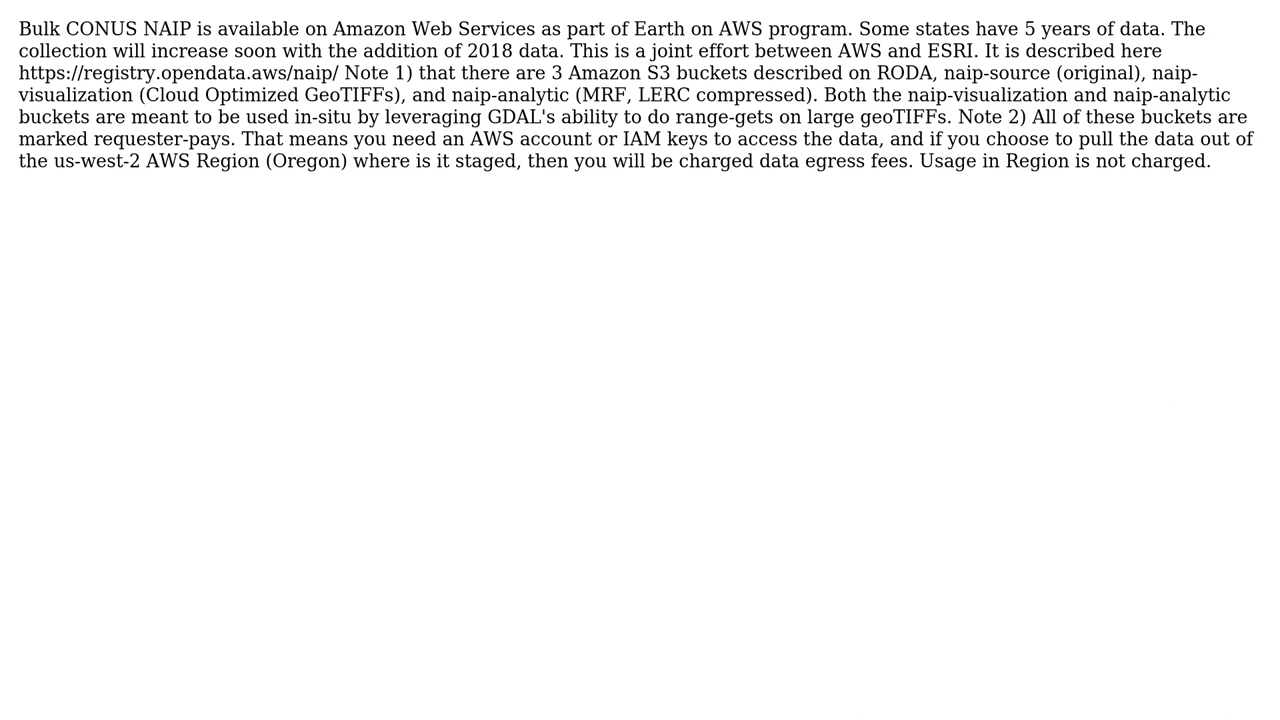 Bulk CONUS NAIP is available on Amazon Web Services as part of Earth on AWS program. Some states have 5 years of data. The
collection will increase soon with the addition of 2018 data. This is a joint effort between AWS and ESRI. It is described here
https://registry.opendata.aws/naip/ Note 1) that there are 3 Amazon S3 buckets described on RODA, naip-source (original), naip-
visualization (Cloud Optimized GeoTIFFs), and naip-analytic (MRF, LERC compressed). Both the naip-visualization and naip-analytic
buckets are meant to be used in-situ by leveraging GDAL's ability to do range-gets on large geoTIFFs. Note 2) All of these buckets are
marked requester-pays. That means you need an AWS account or IAM keys to access the data, and if you choose to pull the data out of
the us-west-2 AWS Region (Oregon) where is it staged, then you will be charged data egress fees. Usage in Region is not charged.